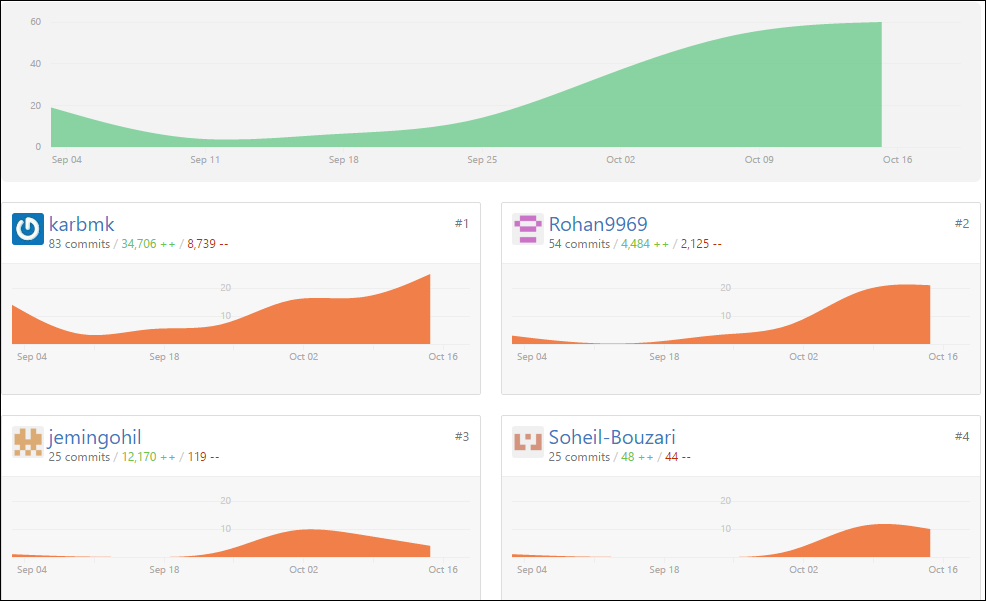 60
40
20
0
Sep 04 Sep 11 Sep 18 Sep 25 Oct 02 Oct 09 Oct 16
karbmk #1
83 commits / 34,706 ++ / 8,739 --
20
10
Sep 04 Sep 18 Oct 02 Oct 16
Rohan9969 #2
54 commits / 4,484 ++ / 2,125 --
20
10
Sep 04 Sep 18 Oct 02 Oct 16
jemingohil #3
25 commits / 12,170 ++ / 119 --
20
10
Sep 04 Sep 18 Oct 02 Oct 16
Soheil-Bouzari #4
25 commits / 48 ++ / 44 --
20
10
Sep 04 Sep 18 Oct 02 Oct 16